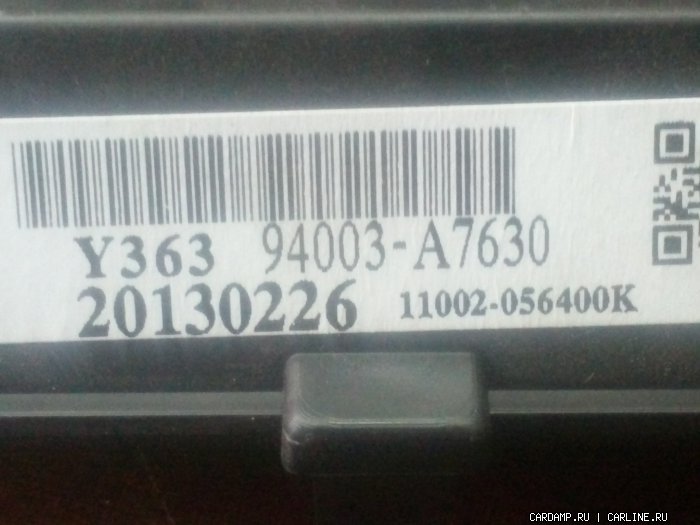 Y363 94003-A7630
20130226 11002-056400K
CARDAMP.RU | CARLINE.RU